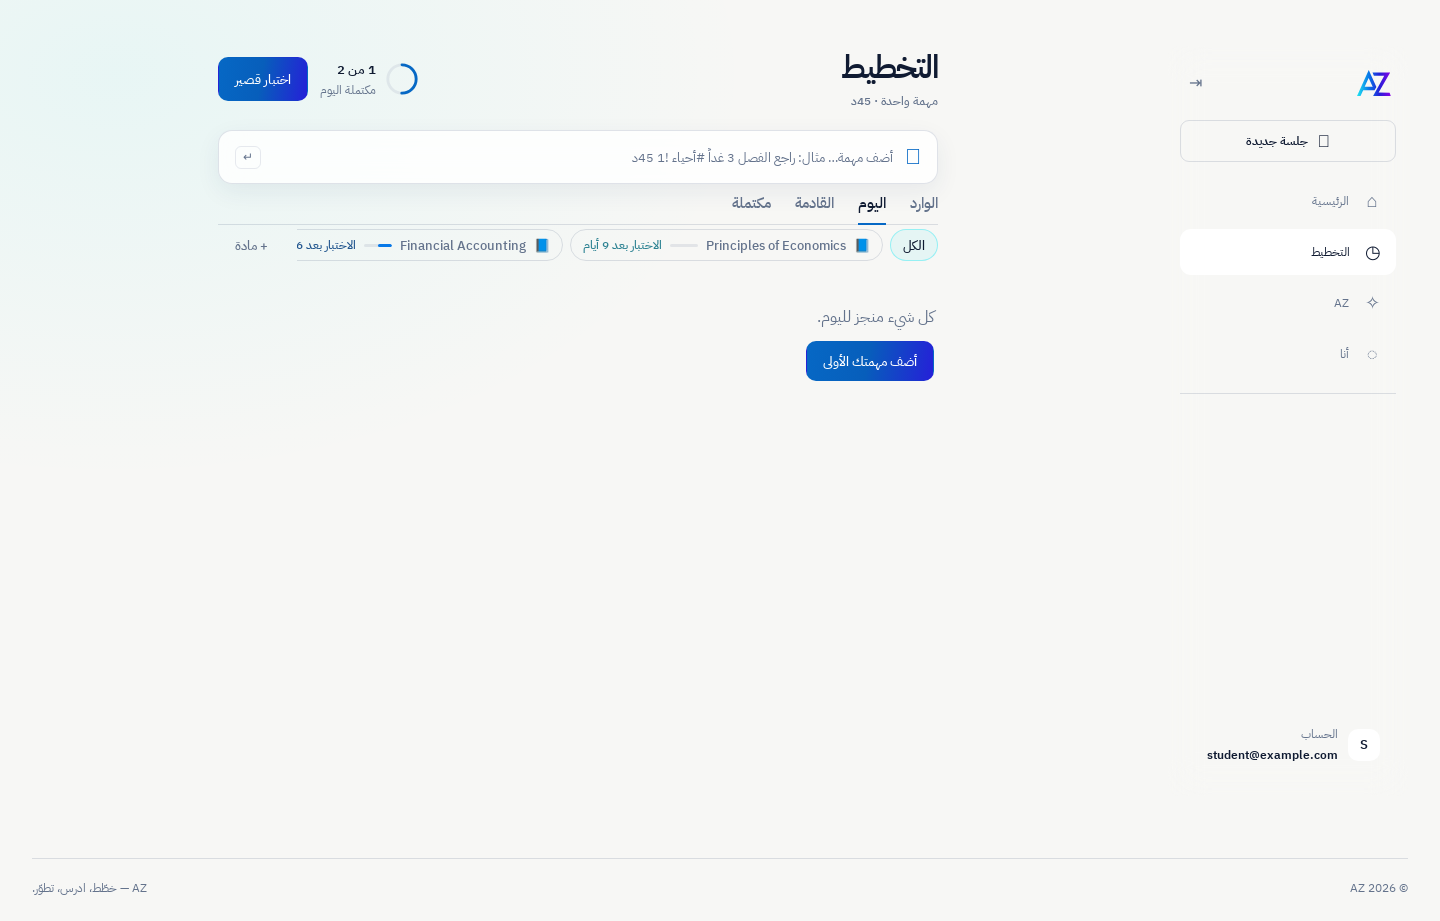 AZ
⇥
جلسة جديدة
الرئيسية
التخطيط
AZ
أنا
الحساب
student@example.com
S
التخطيط
مهمة واحدة · 45د
1 من 2
مكتملة اليوم
اختبار قصير
أضف مهمة... مثال: راجع الفصل 3 غداً #أحياء !1 45د
↵
الوارد
اليوم
القادمة
مكتملة
الكل
Principles of Economics الاختبار بعد 9 أيام
Financial Accounting الاختبار بعد 6
+ مادة
كل شيء منجز لليوم.
أضف مهمتك الأولى
© 2026 AZ
AZ — خطّط، ادرس، تطوّر.